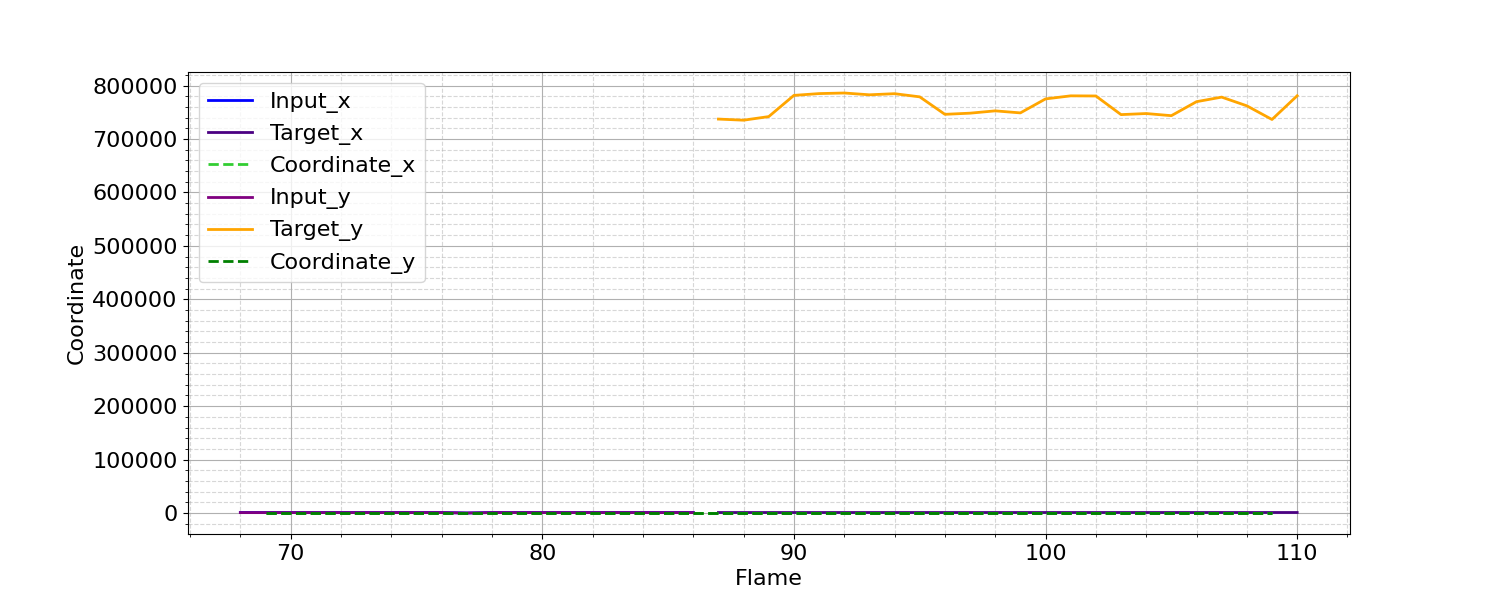 800000
700000
600000
500000
400000
300000
200000
100000
0
Coordinate
Input_x
Target_x
Coordinate_x
Input_y
Target_y
Coordinate_y
70 80 90 100 110
Flame